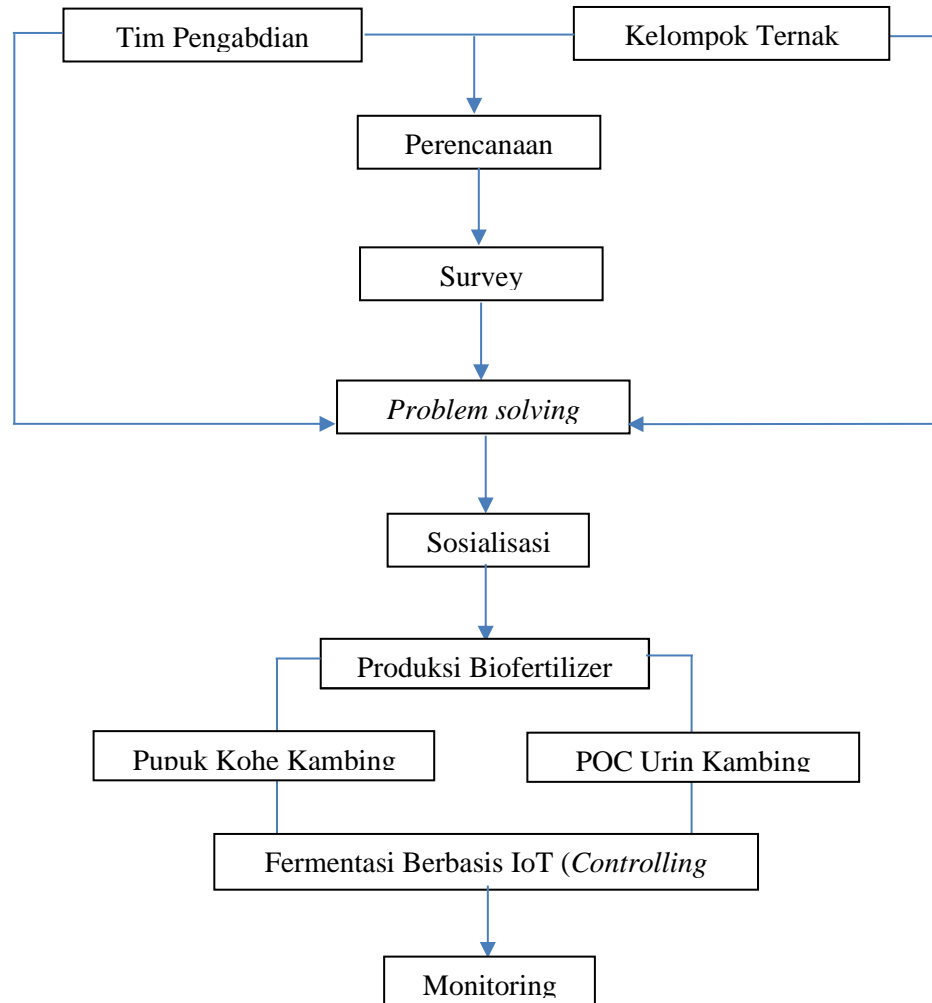 Tim Pengabdian
Kelompok Ternak
Perencanaan
Survey
Problem solving
Sosialisasi
Produksi Biofertilizer
Pupuk Kohe Kambing
POC Urin Kambing
Fermentasi Berbasis IoT (Controlling
Monitoring